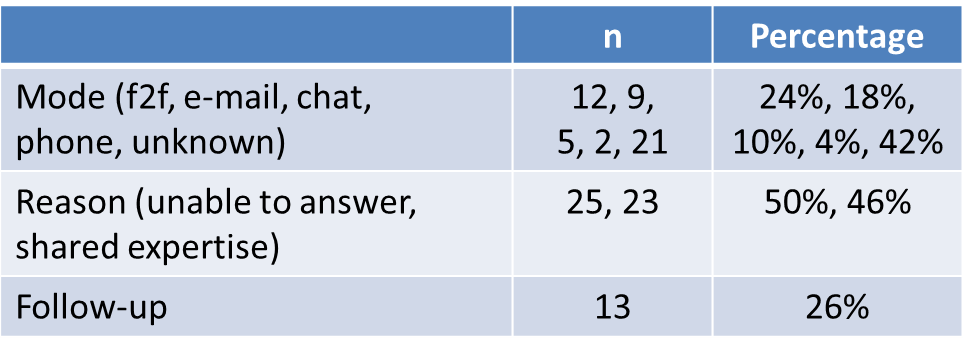 n Percentage
Mode (f2f, e-mail, chat, 12, 9, 24%, 18%,
phone, unknown) 5, 2, 21 10%, 4%, 42%
Reason (unable to answer, 25, 23 50%, 46%
shared expertise)
Follow-up 13 26%